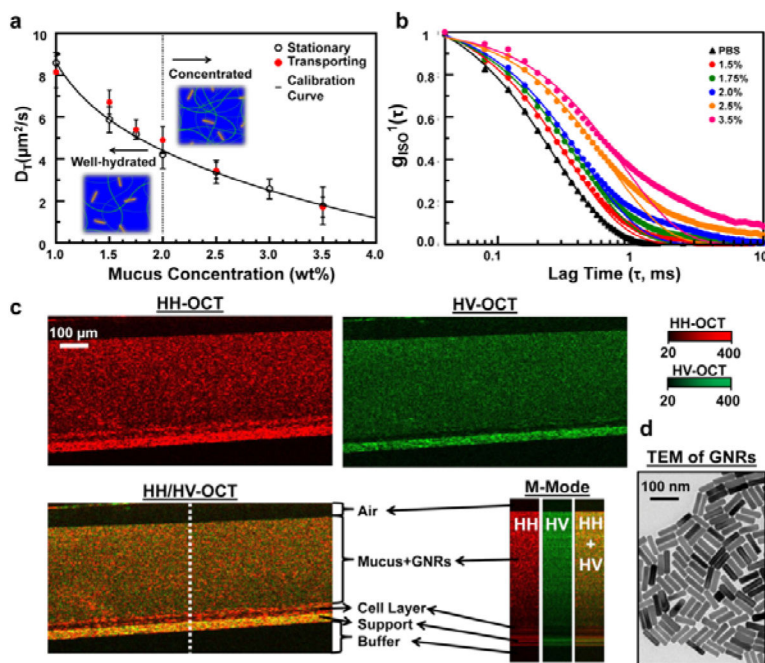 a
10
8
6
4
2
0
D_T(μm²/s)
Stationary
Transporting
Calibration
Curve
Concentrated
Well-hydrated
1.0 1.5 2.0 2.5 3.0 3.5 4.0
Mucus Concentration (wt%)
b
1
0.8
0.6
0.4
0.2
0
g_ISO¹(τ)
PBS
1.5%
1.75%
2.0%
2.5%
3.5%
0.1 1 10
Lag Time (τ, ms)
c
HH-OCT
100 μm
HV-OCT
HH-OCT
20 400
HV-OCT
20 400
HH/HV-OCT
Air
Mucus+GNRs
Cell Layer
Support
Buffer
M-Mode
HH HV HH
+
HV
d
TEM of GNRs
100 nm